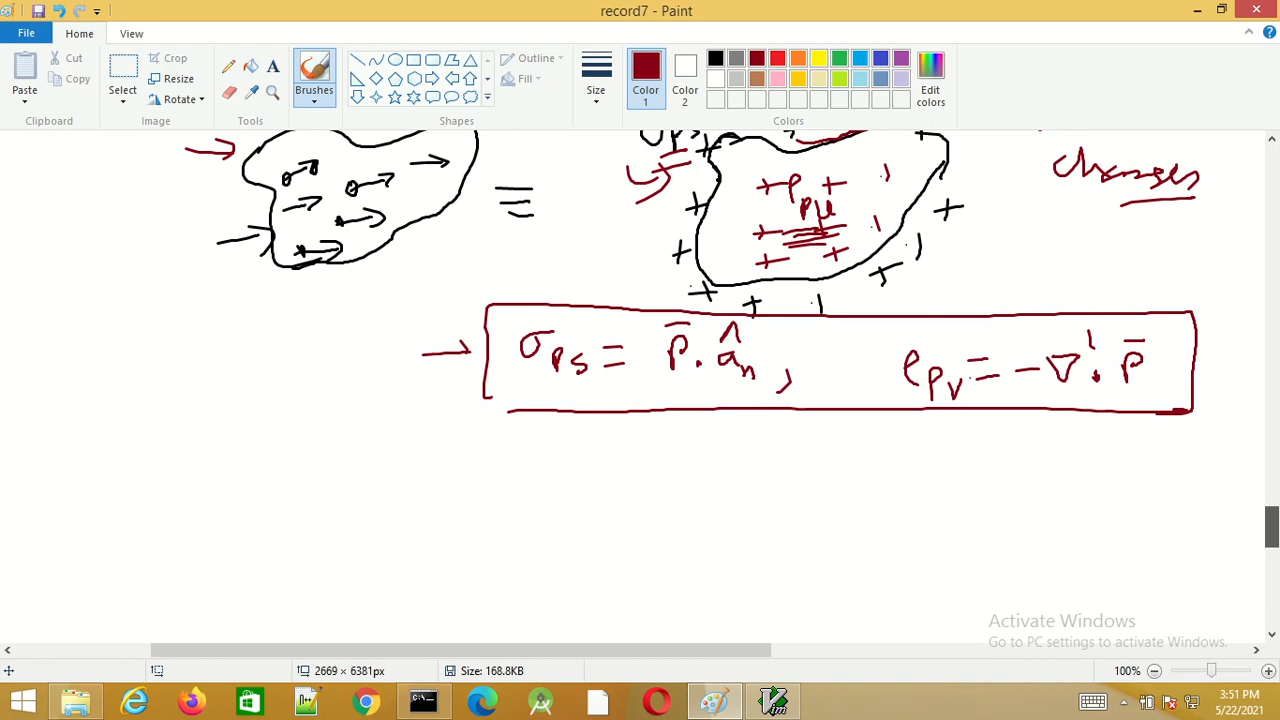 record7 - Paint
File Home View
Paste Cut Copy Clipboard
Select Crop Resize Rotate Image
Tools
Brushes
Outline Fill Shapes
Size
Color 1 Color 2 Edit colors Colors
changes
≡
σps = P̄ . âₙ , ρpv = -∇' . P̄
Activate Windows
Go to PC settings to activate Windows.
2669 × 6381px Size: 168.8KB 100%
3:51 PM
5/22/2021